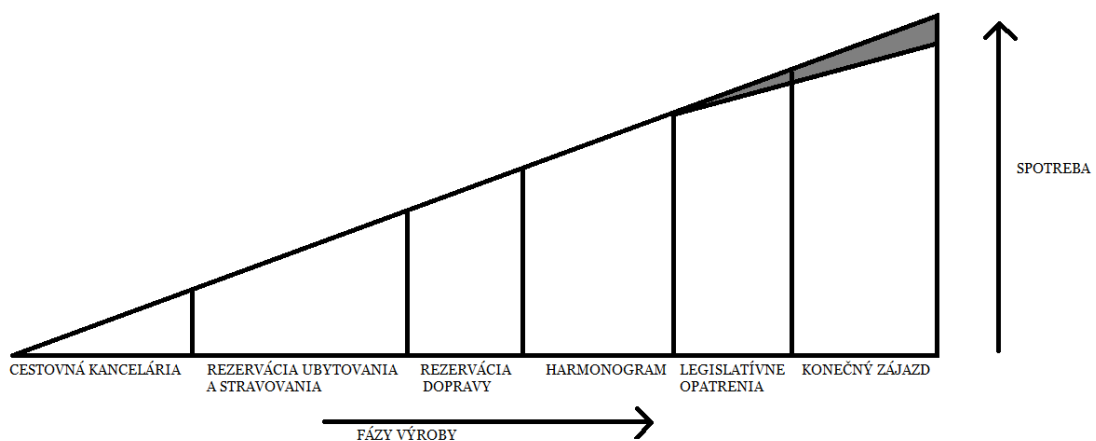 SPOTREBA
CESTOVNÁ KANCELÁRIA
REZERVÁCIA UBYTOVANIA
A STRAVOVANIA
REZERVÁCIA
DOPRAVY
HARMONOGRAM
LEGISLATÍVNE
OPATRENIA
KONEČNÝ ZÁJAZD
FÁZY VÝROBY